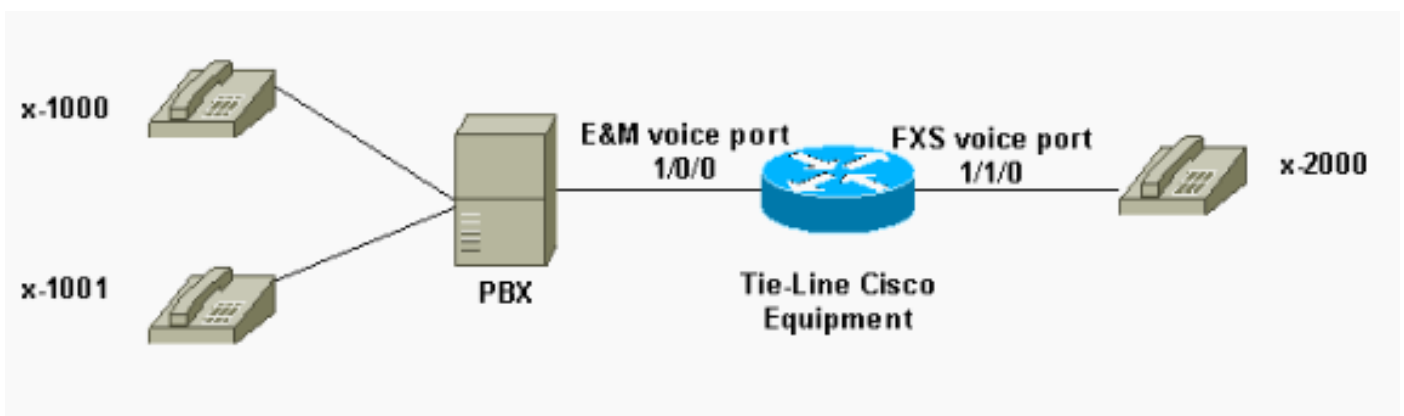 x-1000
E&M voice port
1/0/0
FXS voice port
1/1/0
x-2000
x-1001
PBX
Tie-Line Cisco
Equipment